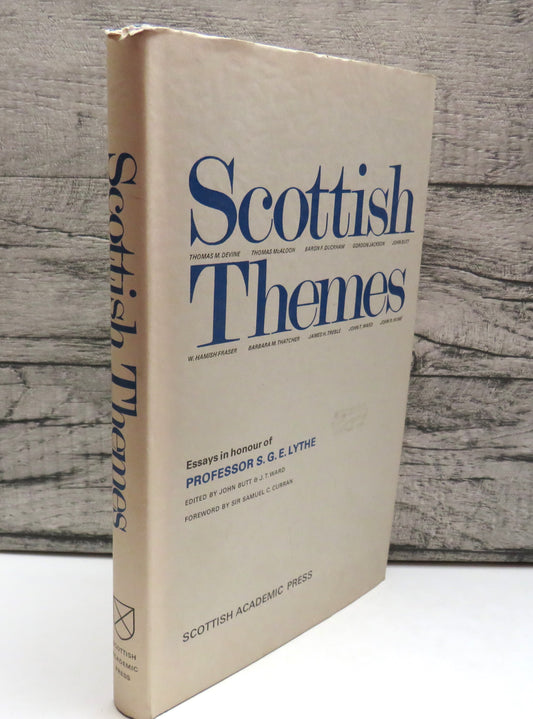 Scottish
THOMAS M. DEVINE THOMAS McALOON BARON F. DUCKHAM GORDON JACKSON JOHN BUTT
Themes
W. HAMISH FRASER BARBARA M. THATCHER JAMES H. TREBLE JOHN T. WARD JOHN R. HUME
Essays in honour of
PROFESSOR S. G. E. LYTHE
EDITED BY JOHN BUTT & J. T. WARD
FOREWORD BY SIR SAMUEL C. CURRAN
SCOTTISH ACADEMIC PRESS
Scottish Themes
SCOTTISH
ACADEMIC
PRESS